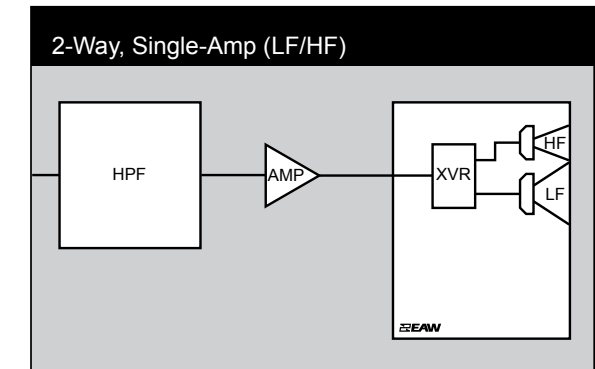 2-Way, Single-Amp (LF/HF)
HPF
AMP
XVR
HF
LF
EAW